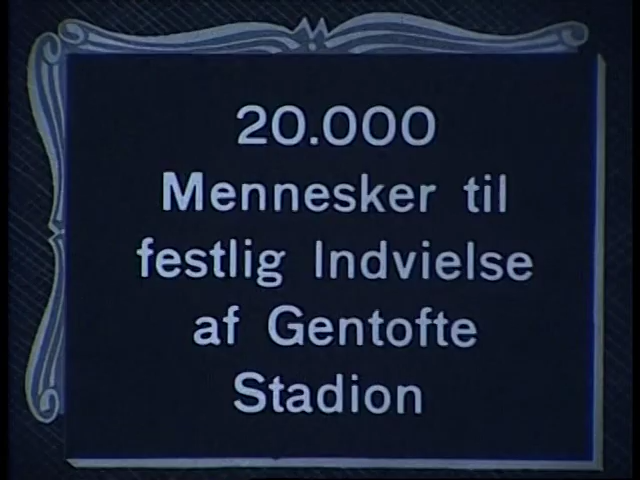 20.000
Mennesker til
festlig Indvielse
af Gentofte
Stadion